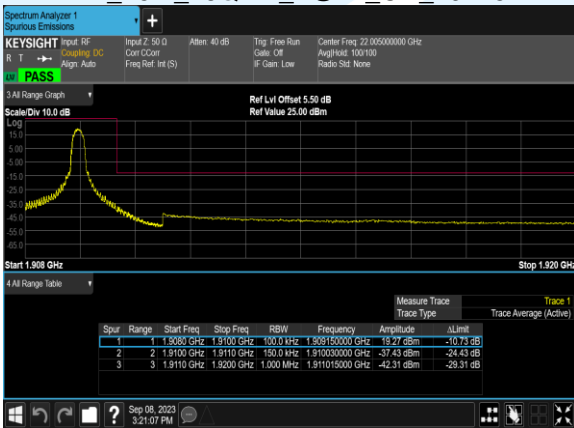 Spectrum Analyzer 1
Spurious Emissions
KEYSIGHT Input: RF Input Z: 50 Ω Atten: 40 dB Trig: Free Run Center Freq: 22.005000000 GHz
R T Coupling: DC Corr CCorr Gate: Off Avg|Hold: 100/100
Align: Auto Freq Ref: Int (S) IF Gain: Low Radio Std: None
PASS
3 All Range Graph
Ref Lvl Offset 5.50 dB
Scale/Div 10.0 dB Ref Value 25.00 dBm
Log
15.0
5.00
-5.00
-15.0
-25.0
-35.0
-45.0
-55.0
-65.0
Start 1.908 GHz Stop 1.920 GHz
4 All Range Table
Measure Trace Trace 1
Trace Type Trace Average (Active)
Spur Range Start Freq Stop Freq RBW Frequency Amplitude ΔLimit
1 1 1.9080 GHz 1.9100 GHz 100.0 kHz 1.909150000 GHz 19.27 dBm -10.73 dB
2 2 1.9100 GHz 1.9110 GHz 150.0 kHz 1.910030000 GHz -37.43 dBm -24.43 dB
3 3 1.9110 GHz 1.9200 GHz 1.000 MHz 1.911015000 GHz -42.31 dBm -29.31 dB
Sep 08, 2023
3:21:07 PM